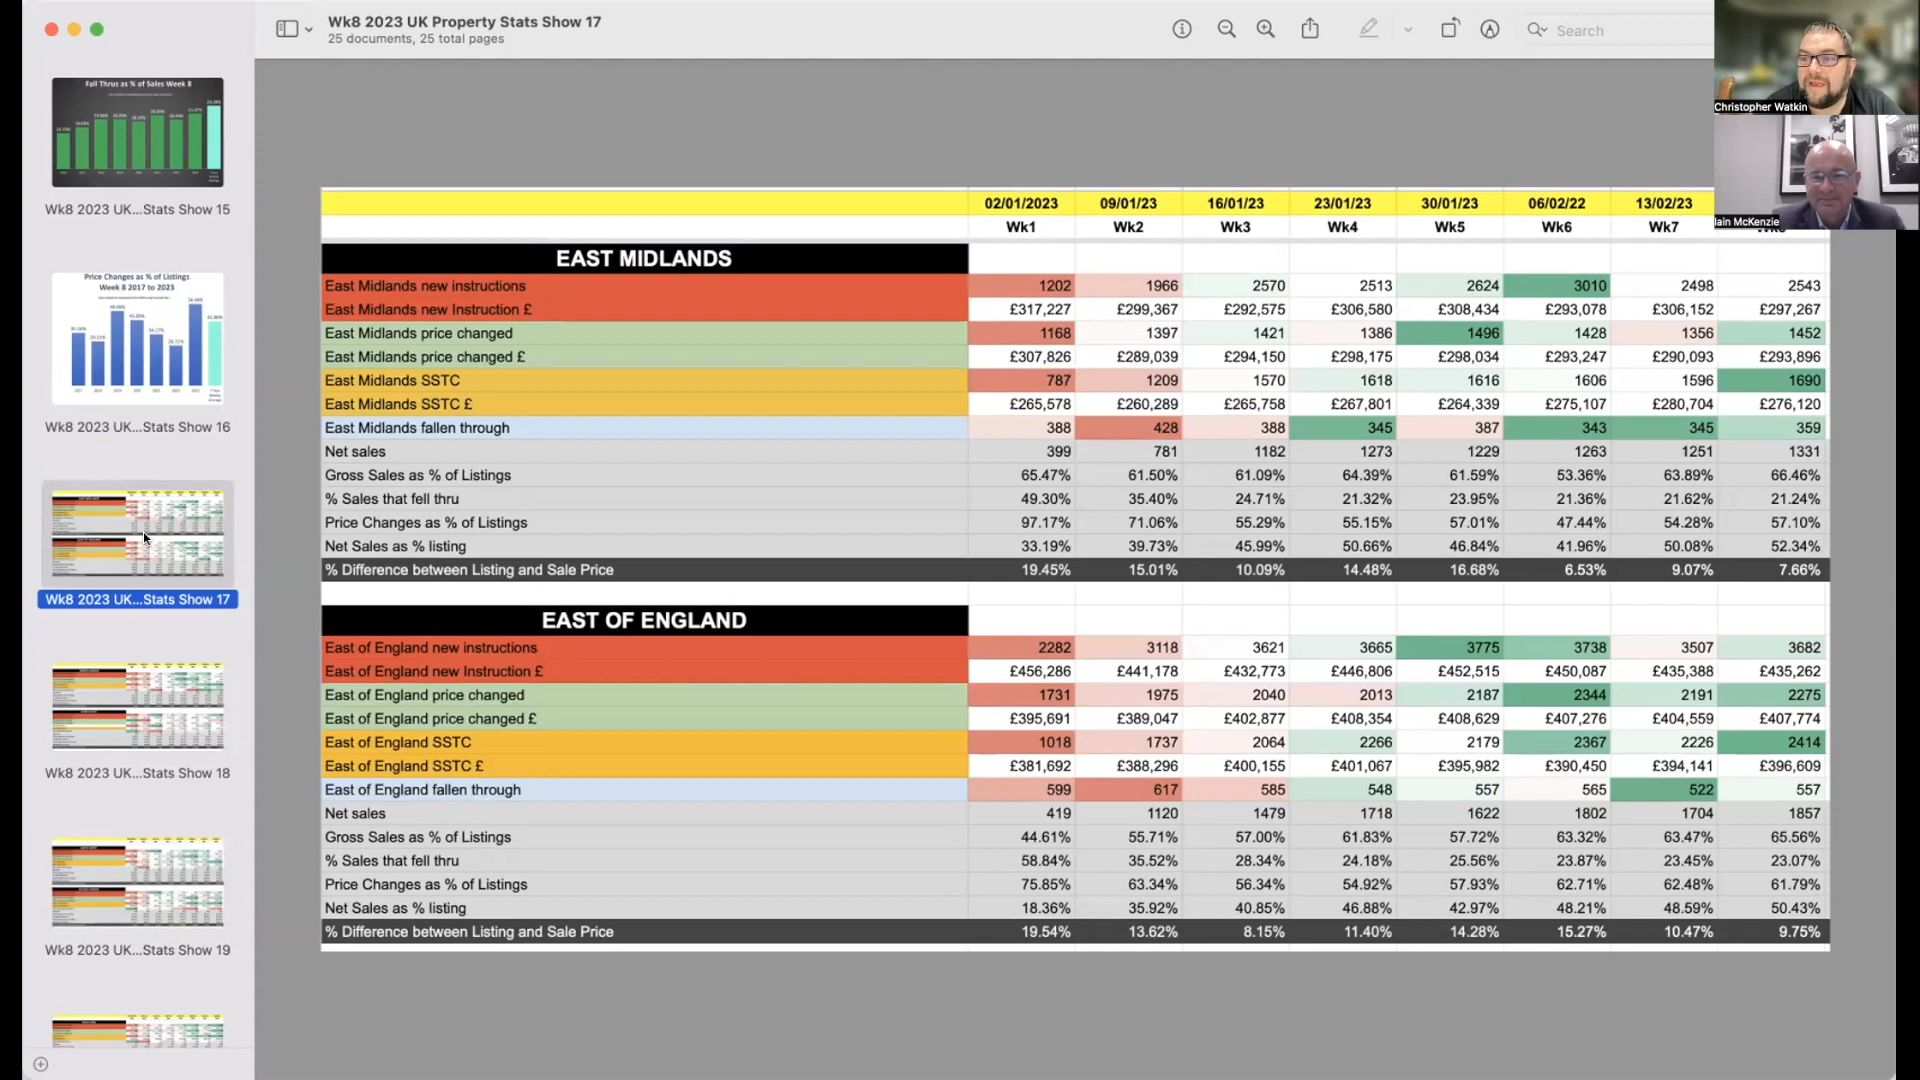 Wk8 2023 UK Property Stats Show 17
25 documents, 25 total pages
Search
Christopher Watkin
Iain McKenzie
Fall Thrus as % of Sales Week 8
Wk8 2023 UK...Stats Show 15
Price Changes as % of Listings
Week 8 2017 to 2023
Wk8 2023 UK...Stats Show 16
Wk8 2023 UK...Stats Show 17
Wk8 2023 UK...Stats Show 18
Wk8 2023 UK...Stats Show 19
02/01/2023 09/01/23 16/01/23 23/01/23 30/01/23 06/02/22 13/02/23
Wk1 Wk2 Wk3 Wk4 Wk5 Wk6 Wk7
EAST MIDLANDS
East Midlands new instructions 1202 1966 2570 2513 2624 3010 2498 2543
East Midlands new Instruction £ £317,227 £299,367 £292,575 £306,580 £308,434 £293,078 £306,152 £297,267
East Midlands price changed 1168 1397 1421 1386 1496 1428 1356 1452
East Midlands price changed £ £307,826 £289,039 £294,150 £298,175 £298,034 £293,247 £290,093 £293,896
East Midlands SSTC 787 1209 1570 1618 1616 1606 1596 1690
East Midlands SSTC £ £265,578 £260,289 £265,758 £267,801 £264,339 £275,107 £280,704 £276,120
East Midlands fallen through 388 428 388 345 387 343 345 359
Net sales 399 781 1182 1273 1229 1263 1251 1331
Gross Sales as % of Listings 65.47% 61.50% 61.09% 64.39% 61.59% 53.36% 63.89% 66.46%
% Sales that fell thru 49.30% 35.40% 24.71% 21.32% 23.95% 21.36% 21.62% 21.24%
Price Changes as % of Listings 97.17% 71.06% 55.29% 55.15% 57.01% 47.44% 54.28% 57.10%
Net Sales as % listing 33.19% 39.73% 45.99% 50.66% 46.84% 41.96% 50.08% 52.34%
% Difference between Listing and Sale Price 19.45% 15.01% 10.09% 14.48% 16.68% 6.53% 9.07% 7.66%
EAST OF ENGLAND
East of England new instructions 2282 3118 3621 3665 3775 3738 3507 3682
East of England new Instruction £ £456,286 £441,178 £432,773 £446,806 £452,515 £450,087 £435,388 £435,262
East of England price changed 1731 1975 2040 2013 2187 2344 2191 2275
East of England price changed £ £395,691 £389,047 £402,877 £408,354 £408,629 £407,276 £404,559 £407,774
East of England SSTC 1018 1737 2064 2266 2179 2367 2226 2414
East of England SSTC £ £381,692 £388,296 £400,155 £401,067 £395,982 £390,450 £394,141 £396,609
East of England fallen through 599 617 585 548 557 565 522 557
Net sales 419 1120 1479 1718 1622 1802 1704 1857
Gross Sales as % of Listings 44.61% 55.71% 57.00% 61.83% 57.72% 63.32% 63.47% 65.56%
% Sales that fell thru 58.84% 35.52% 28.34% 24.18% 25.56% 23.87% 23.45% 23.07%
Price Changes as % of Listings 75.85% 63.34% 56.34% 54.92% 57.93% 62.71% 62.48% 61.79%
Net Sales as % listing 18.36% 35.92% 40.85% 46.88% 42.97% 48.21% 48.59% 50.43%
% Difference between Listing and Sale Price 19.54% 13.62% 8.15% 11.40% 14.28% 15.27% 10.47% 9.75%